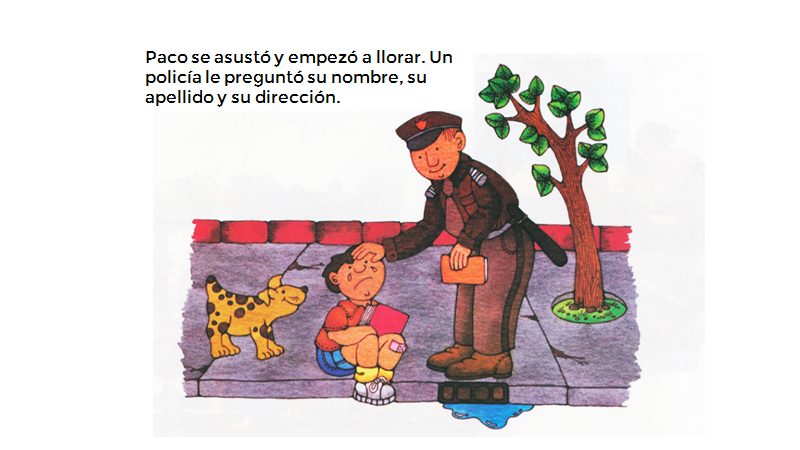 Paco se asustó y empezó a llorar. Un
policía le preguntó su nombre, su
apellido y su dirección.